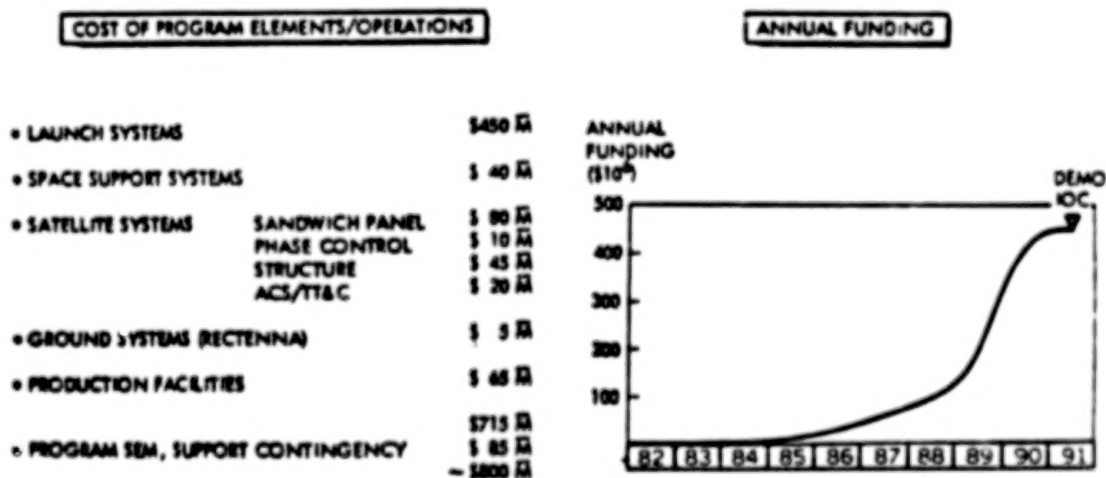 COST OF PROGRAM ELEMENTS/OPERATIONS
• LAUNCH SYSTEMS $450 M̅
• SPACE SUPPORT SYSTEMS $ 40 M̅
• SATELLITE SYSTEMS SANDWICH PANEL $ 80 M̅
PHASE CONTROL $ 10 M̅
STRUCTURE $ 45 M̅
ACS/TT&C $ 20 M̅
• GROUND SYSTEMS (RECTENNA) $ 5 M̅
• PRODUCTION FACILITIES $ 65 M̅
$715 M̅
• PROGRAM SEM, SUPPORT CONTINGENCY $ 85 M̅
~ $800 M̅
ANNUAL FUNDING
ANNUAL
FUNDING
($10⁶)
DEMO
IOC
500
400
300
200
100
82 83 84 85 86 87 88 89 90 91